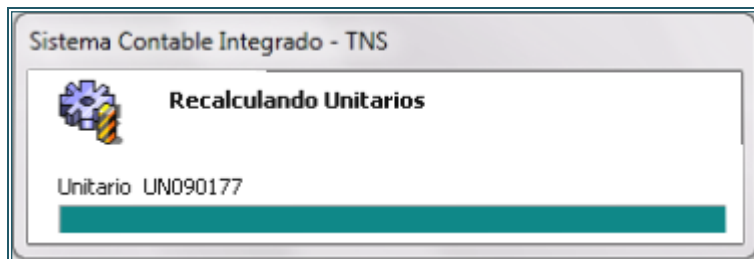 Sistema Contable Integrado - TNS
Recalculando Unitarios
Unitario UN090177